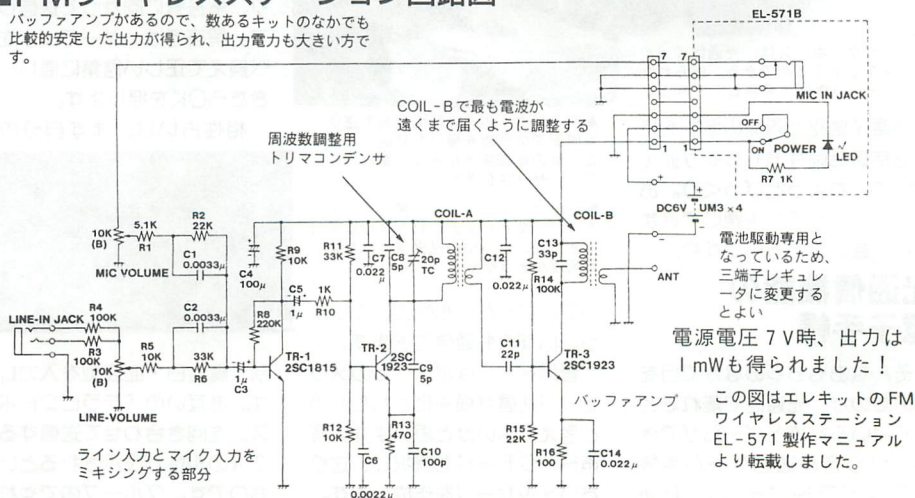 バッファアンプがあるので、数あるキットのなかでも
比較的安定した出力が得られ、出力電力も大きい方で
す。
EL-571B
MIC IN JACK
7 7
1 1
OFF
ON
POWER
LED
R7 1K
COIL-Bで最も電波が
遠くまで届くように調整する
周波数調整用
トリマコンデンサ
DC6V
UM3×4
+
−
ANT
電池駆動専用と
なっているため、
三端子レギュレ
ータに変更する
とよい
COIL-A
COIL-B
10K
(B)
5.1K
R1
R2
22K
C1
0.0033μ
MIC VOLUME
C4
100μ
R9
10K
R11
33K
C7
0.022
μ
C8
5p
20p
TC
C12
0.022μ
C13
33p
R14
100K
C5
1μ
1K
R10
R8
220K
C2
0.0033μ
LINE-IN JACK
R4
100K
R3
100K
10K
(B)
R5
10K
33K
R6
1μ
C3
TR-1
2SC1815
TR-2
2SC
1923
C9
5p
C11
22p
TR-3
2SC1923
バッファアンプ
LINE-VOLUME
R12
10K
C6
0.0022μ
R13
470
C10
100p
R15
22K
R16
100
C14
0.022μ
ライン入力とマイク入力を
ミキシングする部分
電源電圧7V時、出力は
1mWも得られました!
この図はエレキットのFM
ワイヤレスステーション
EL-571製作マニュアル
より転載しました。